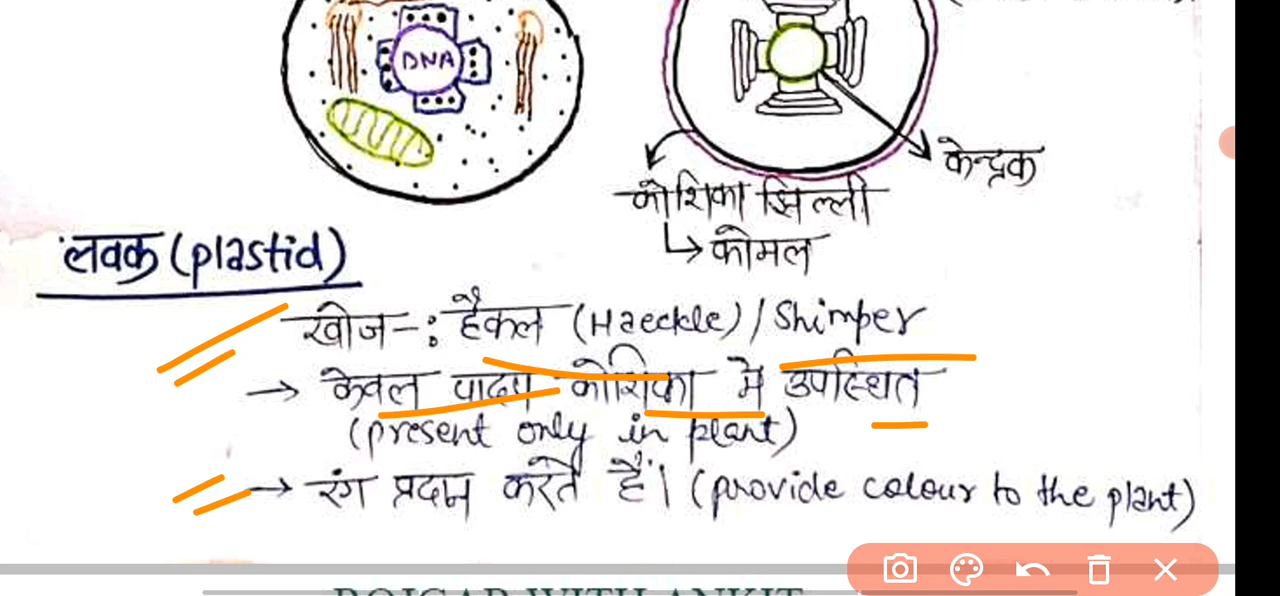 DNA
केन्द्रक
कोशिका झिल्ली
↳ कोमल
लवक (plastid)
खोज -: हैकल (Haeckle) / Shimper
→ केवल पादप कोशिका में उपस्थित
(present only in plant)
→ रंग प्रदान करते हैं। (provide colour to the plant)